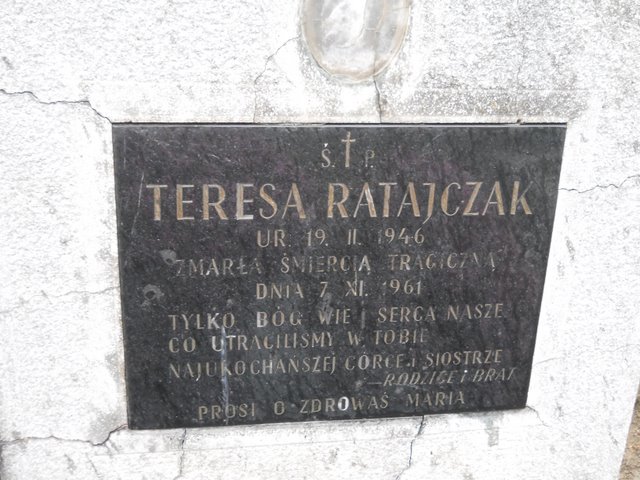 Ś. † P.
TERESA RATAJCZAK
UR. 19. II. 1946
ZMARŁA ŚMIERCIĄ TRAGICZNĄ
DNIA 7. XI. 1961
TYLKO BÓG WIE I SERCA NASZE
CO UTRACILIŚMY W TOBIE
NAJUKOCHAŃSZEJ CÓRCE I SIOSTRZE
—RODZICE I BRAT
PROSI O ZDROWAŚ MARIA